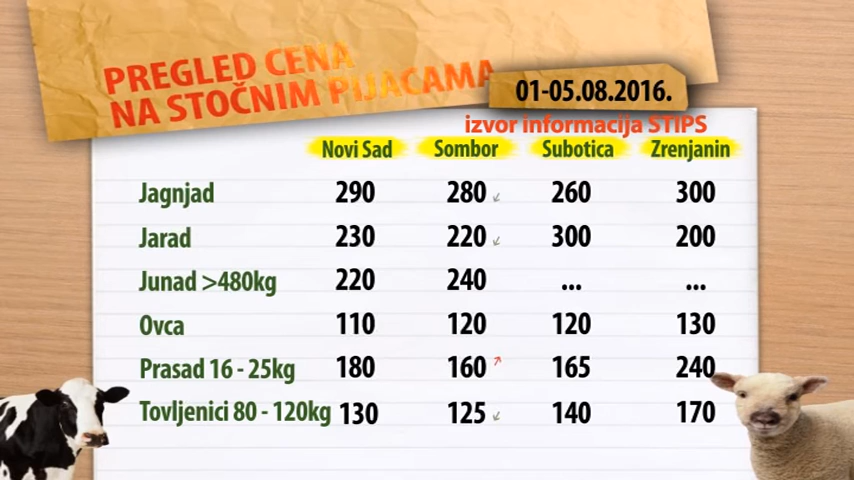 PREGLED CENA
NA STOČNIM PIJACAMA
01-05.08.2016.
izvor informacija STIPS
Novi Sad Sombor Subotica Zrenjanin
Jagnjad 290 280 260 300
Jarad 230 220 300 200
Junad >480kg 220 240 ... ...
Ovca 110 120 120 130
Prasad 16 - 25kg 180 160 165 240
Tovljenici 80 - 120kg 130 125 140 170